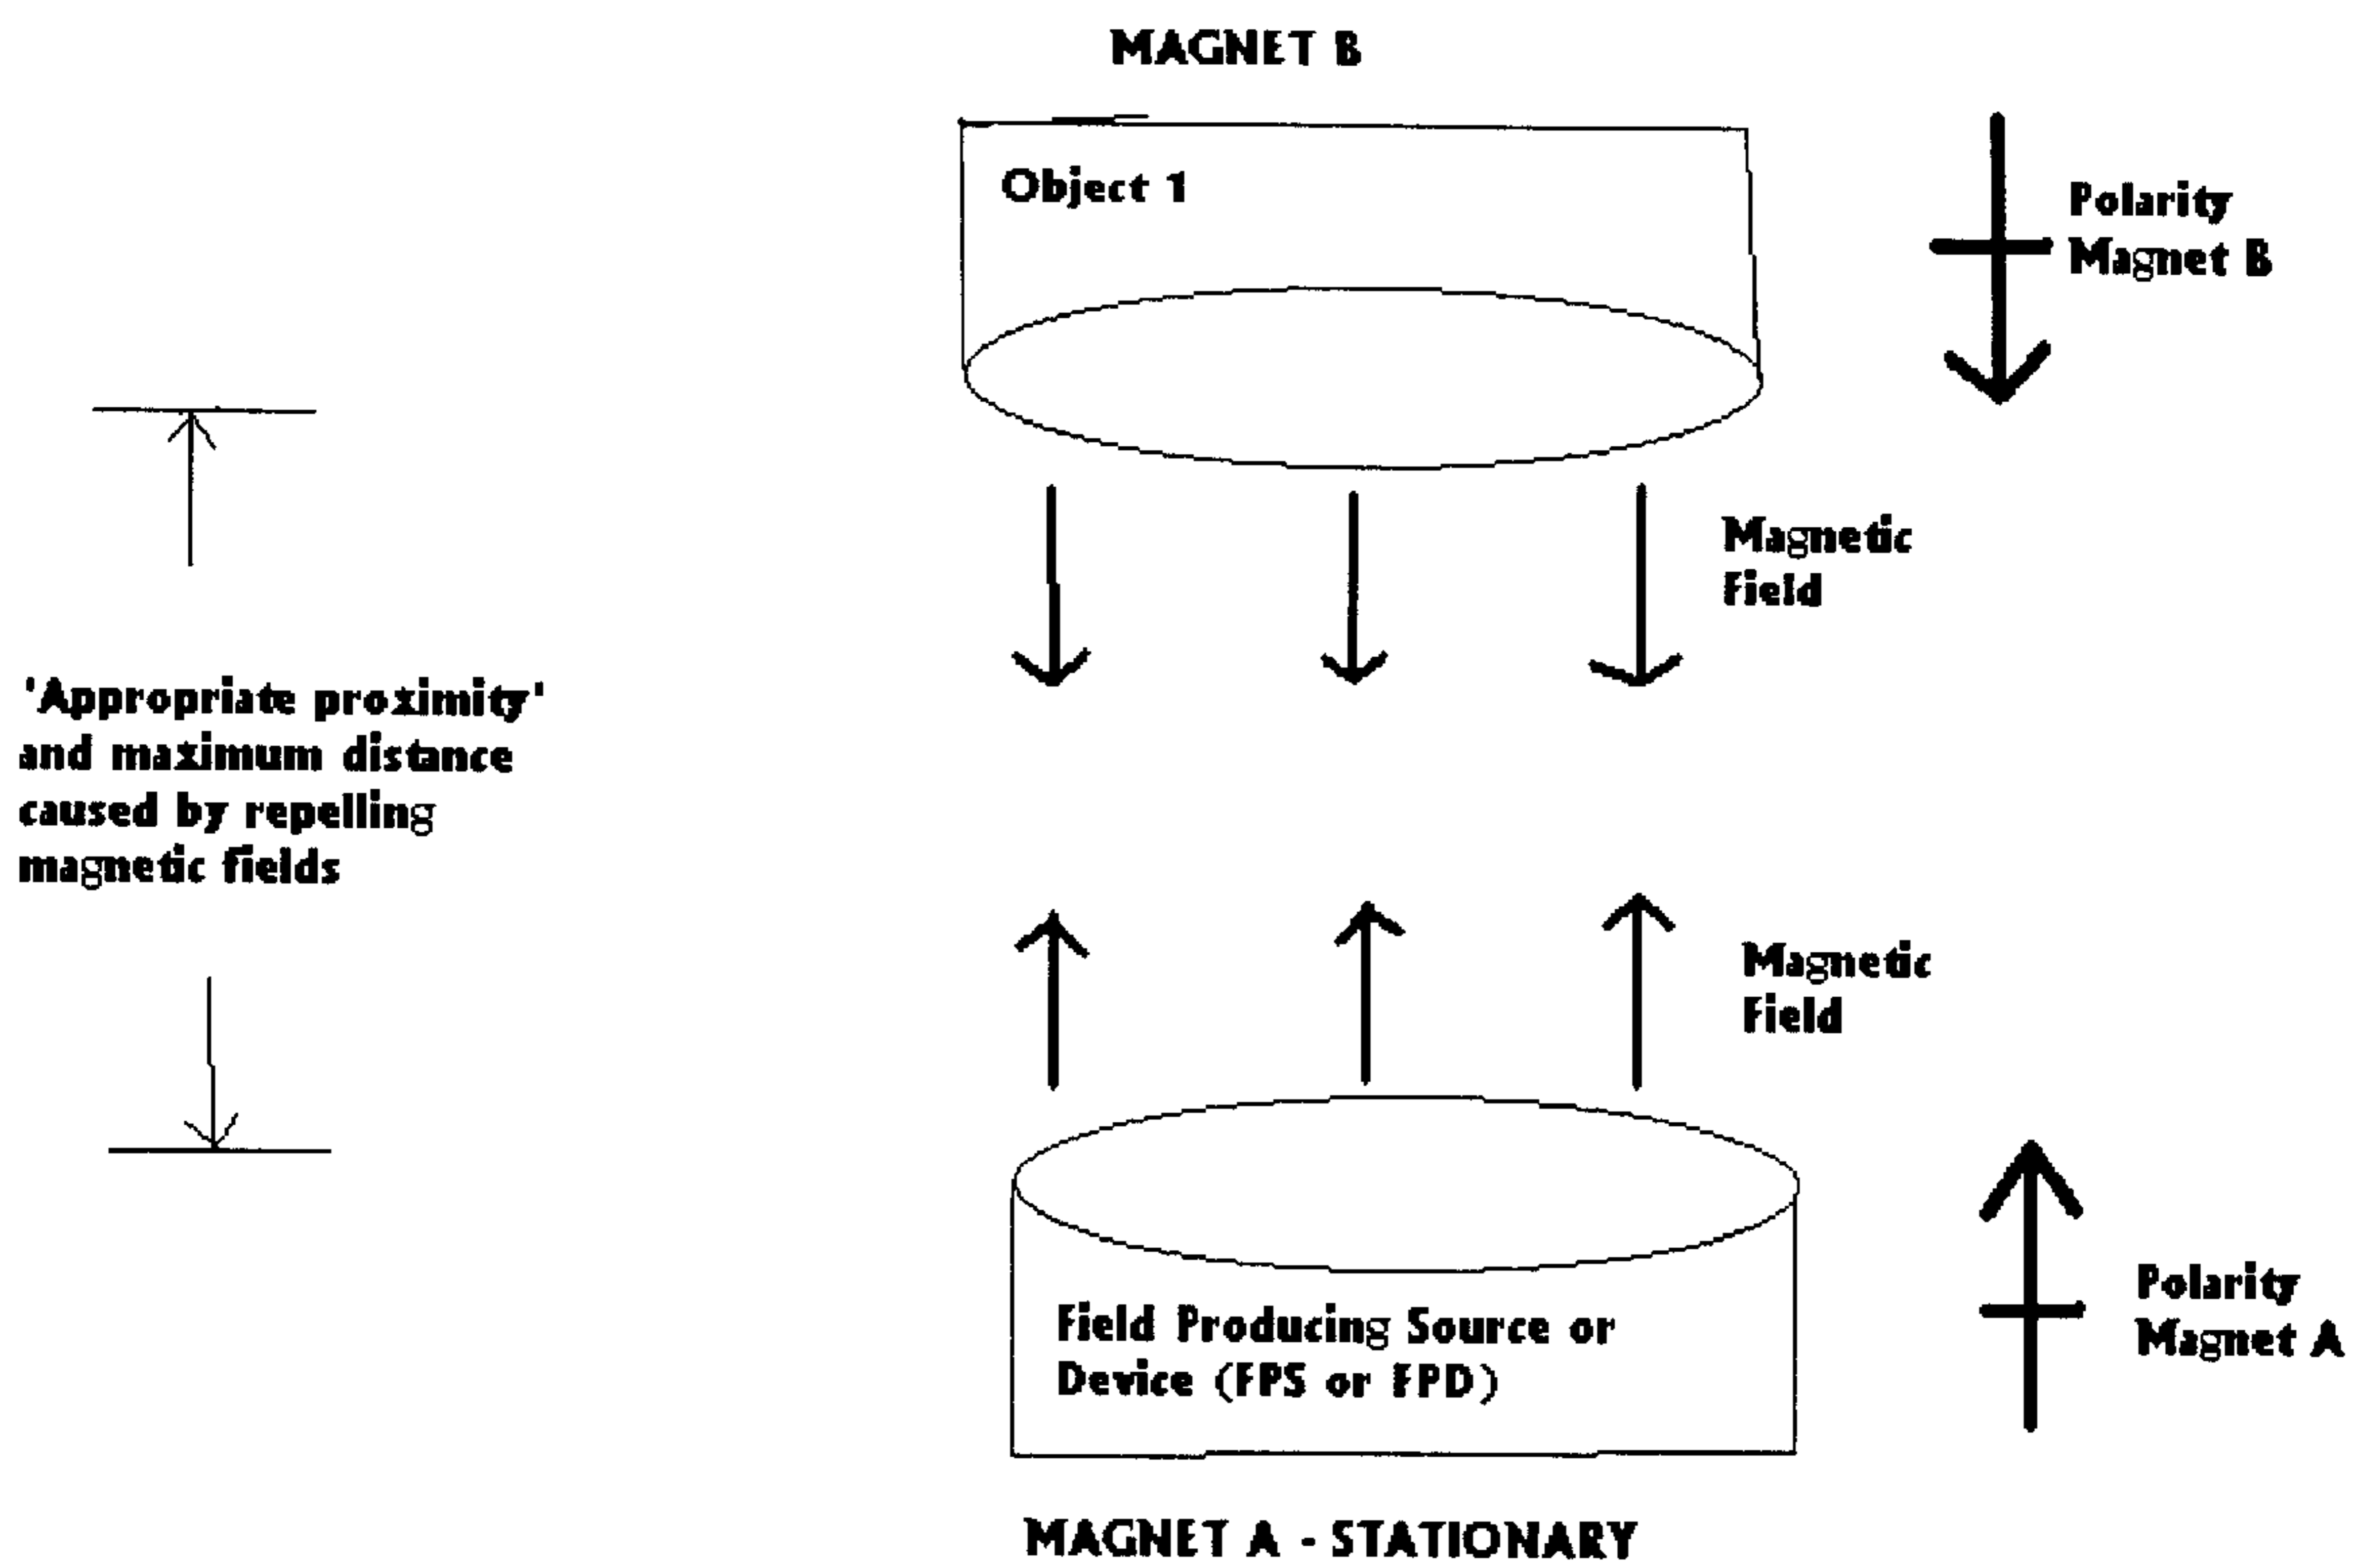 MAGNET B
Object 1
Polarity
Magnet B
Magnetic
Field
'Appropriate proximity'
and maximum distance
caused by repelling
magnetic fields
Magnetic
Field
Field Producing Source or
Device (FPS or FPD)
Polarity
Magnet A
MAGNET A - STATIONARY